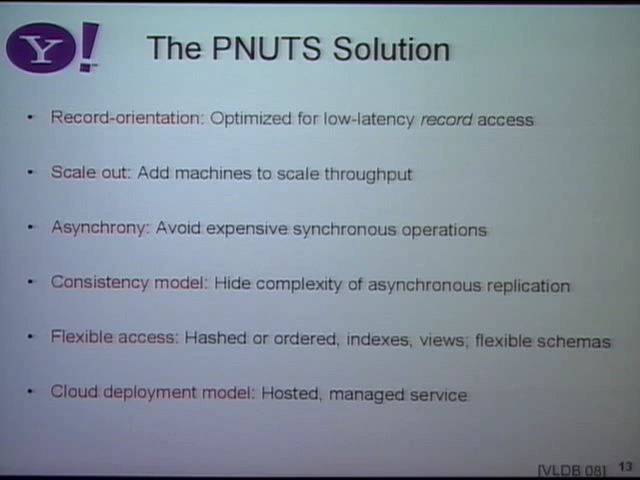 Y!
The PNUTS Solution
• Record-orientation: Optimized for low-latency record access
• Scale out: Add machines to scale throughput
• Asynchrony: Avoid expensive synchronous operations
• Consistency model: Hide complexity of asynchronous replication
• Flexible access: Hashed or ordered, indexes, views; flexible schemas
• Cloud deployment model: Hosted, managed service
[VLDB 08] 13